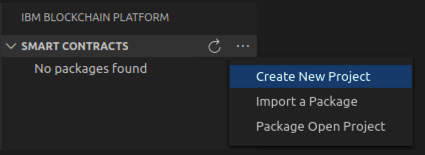 IBM BLOCKCHAIN PLATFORM
SMART CONTRACTS
No packages found
Create New Project
Import a Package
Package Open Project